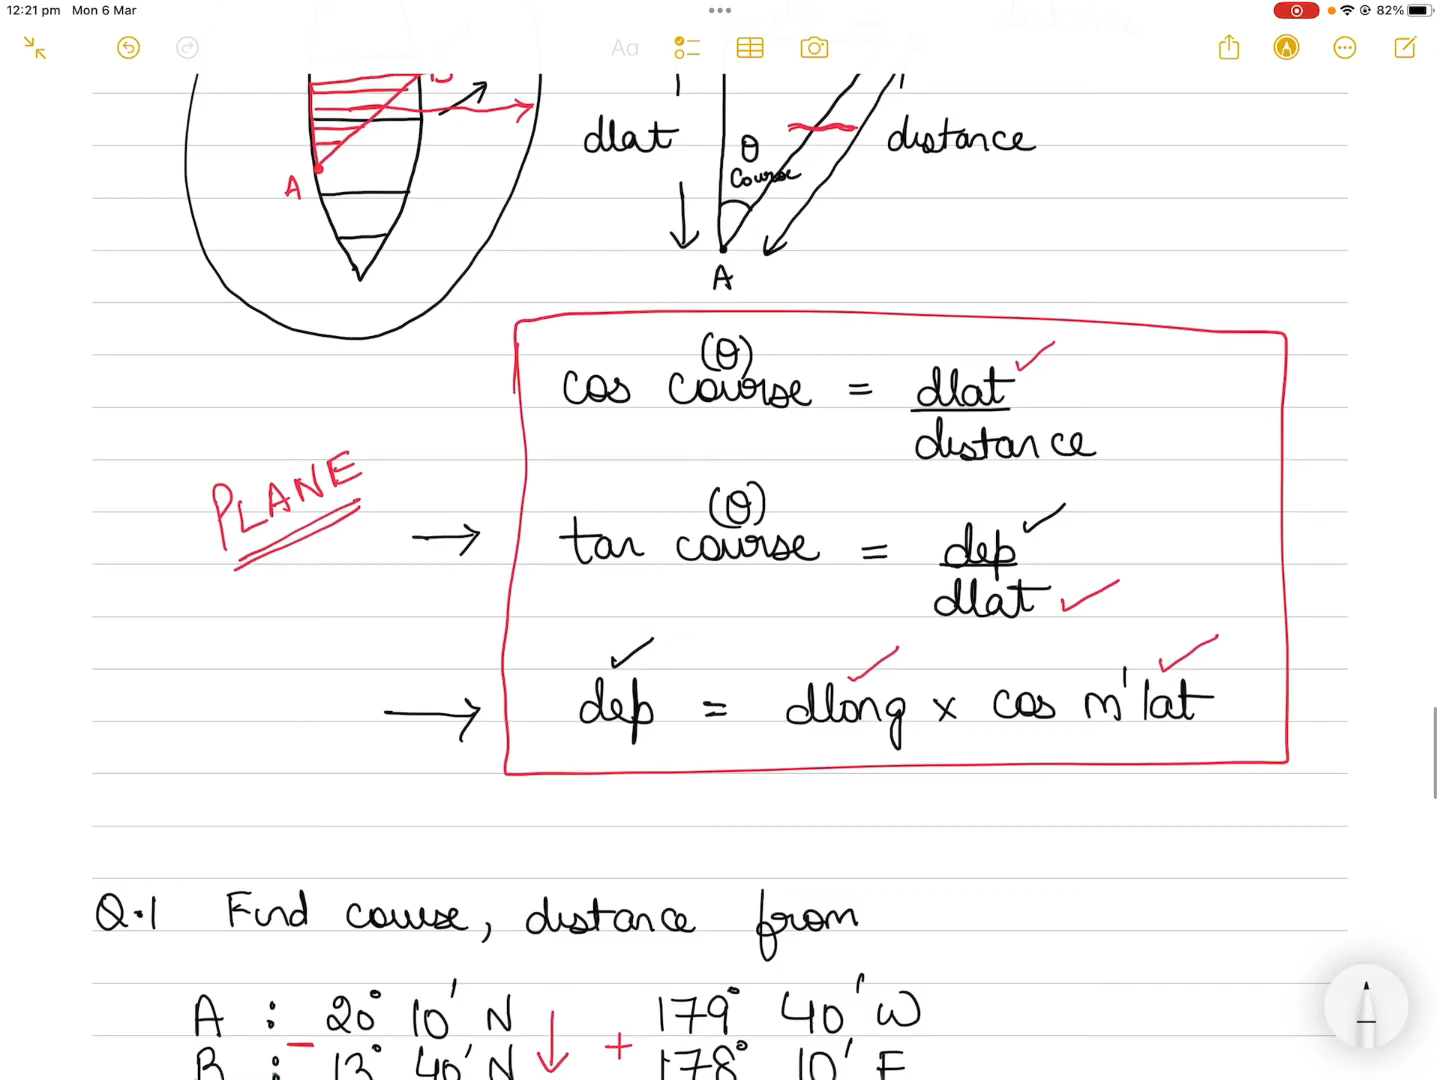 12:21 pm Mon 6 Mar
82%
Aa
dlat
θ
distance
Course
A
A
(θ)
cos course = dlat
distance
PLANE
(θ)
tan course = dep
dlat
dep = dlong x cos m'lat
Q.1 Find course, distance from
A : 20° 10' N 179° 40' W
B : 13° 40' N + 178° 10' E